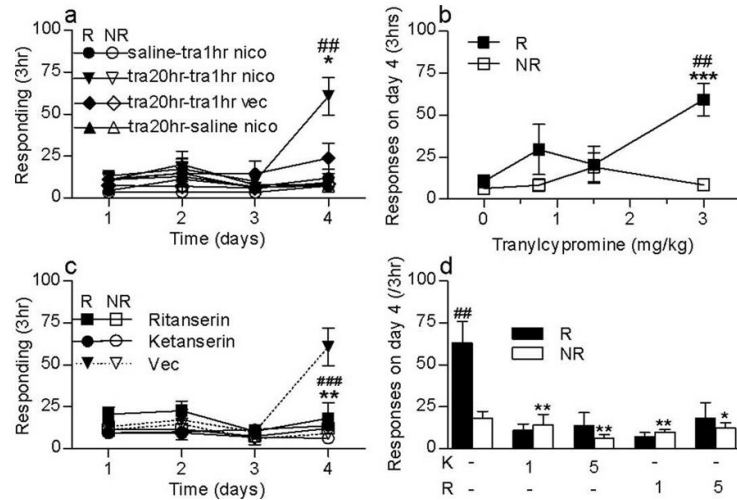 a
R NR
saline-tra1hr nico
tra20hr-tra1hr nico
tra20hr-tra1hr vec
tra20hr-saline nico
##
*
Responding (3hr)
100
75
50
25
0
1 2 3 4
Time (days)
b
R
NR
##
***
Responses on day 4 (3hrs)
100
75
50
25
0
0 1 2 3
Tranylcypromine (mg/kg)
c
R NR
Ritanserin
Ketanserin
Vec
###
**
Responding (3hr)
100
75
50
25
0
1 2 3 4
Time (days)
d
R
NR
##
** ** ** *
Responses on day 4 (/3hr)
100
75
50
25
0
K - 1 5 - -
R - - - 1 5